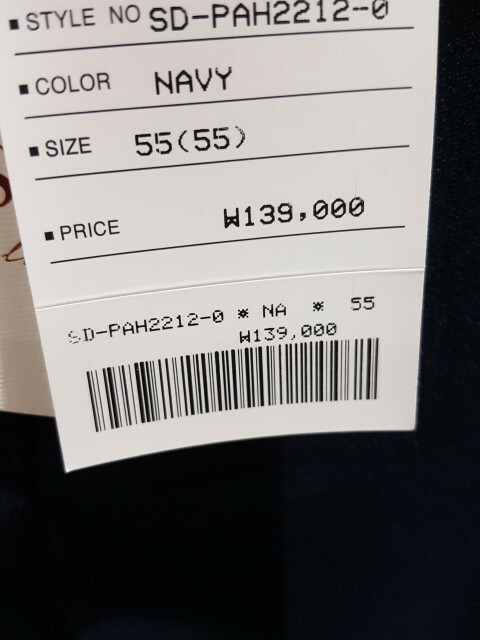 ■ STYLE NO SD-PAH2212-0
■ COLOR NAVY
■ SIZE 55(55)
■ PRICE ₩139,000
SD-PAH2212-0 * NA * 55
₩139,000